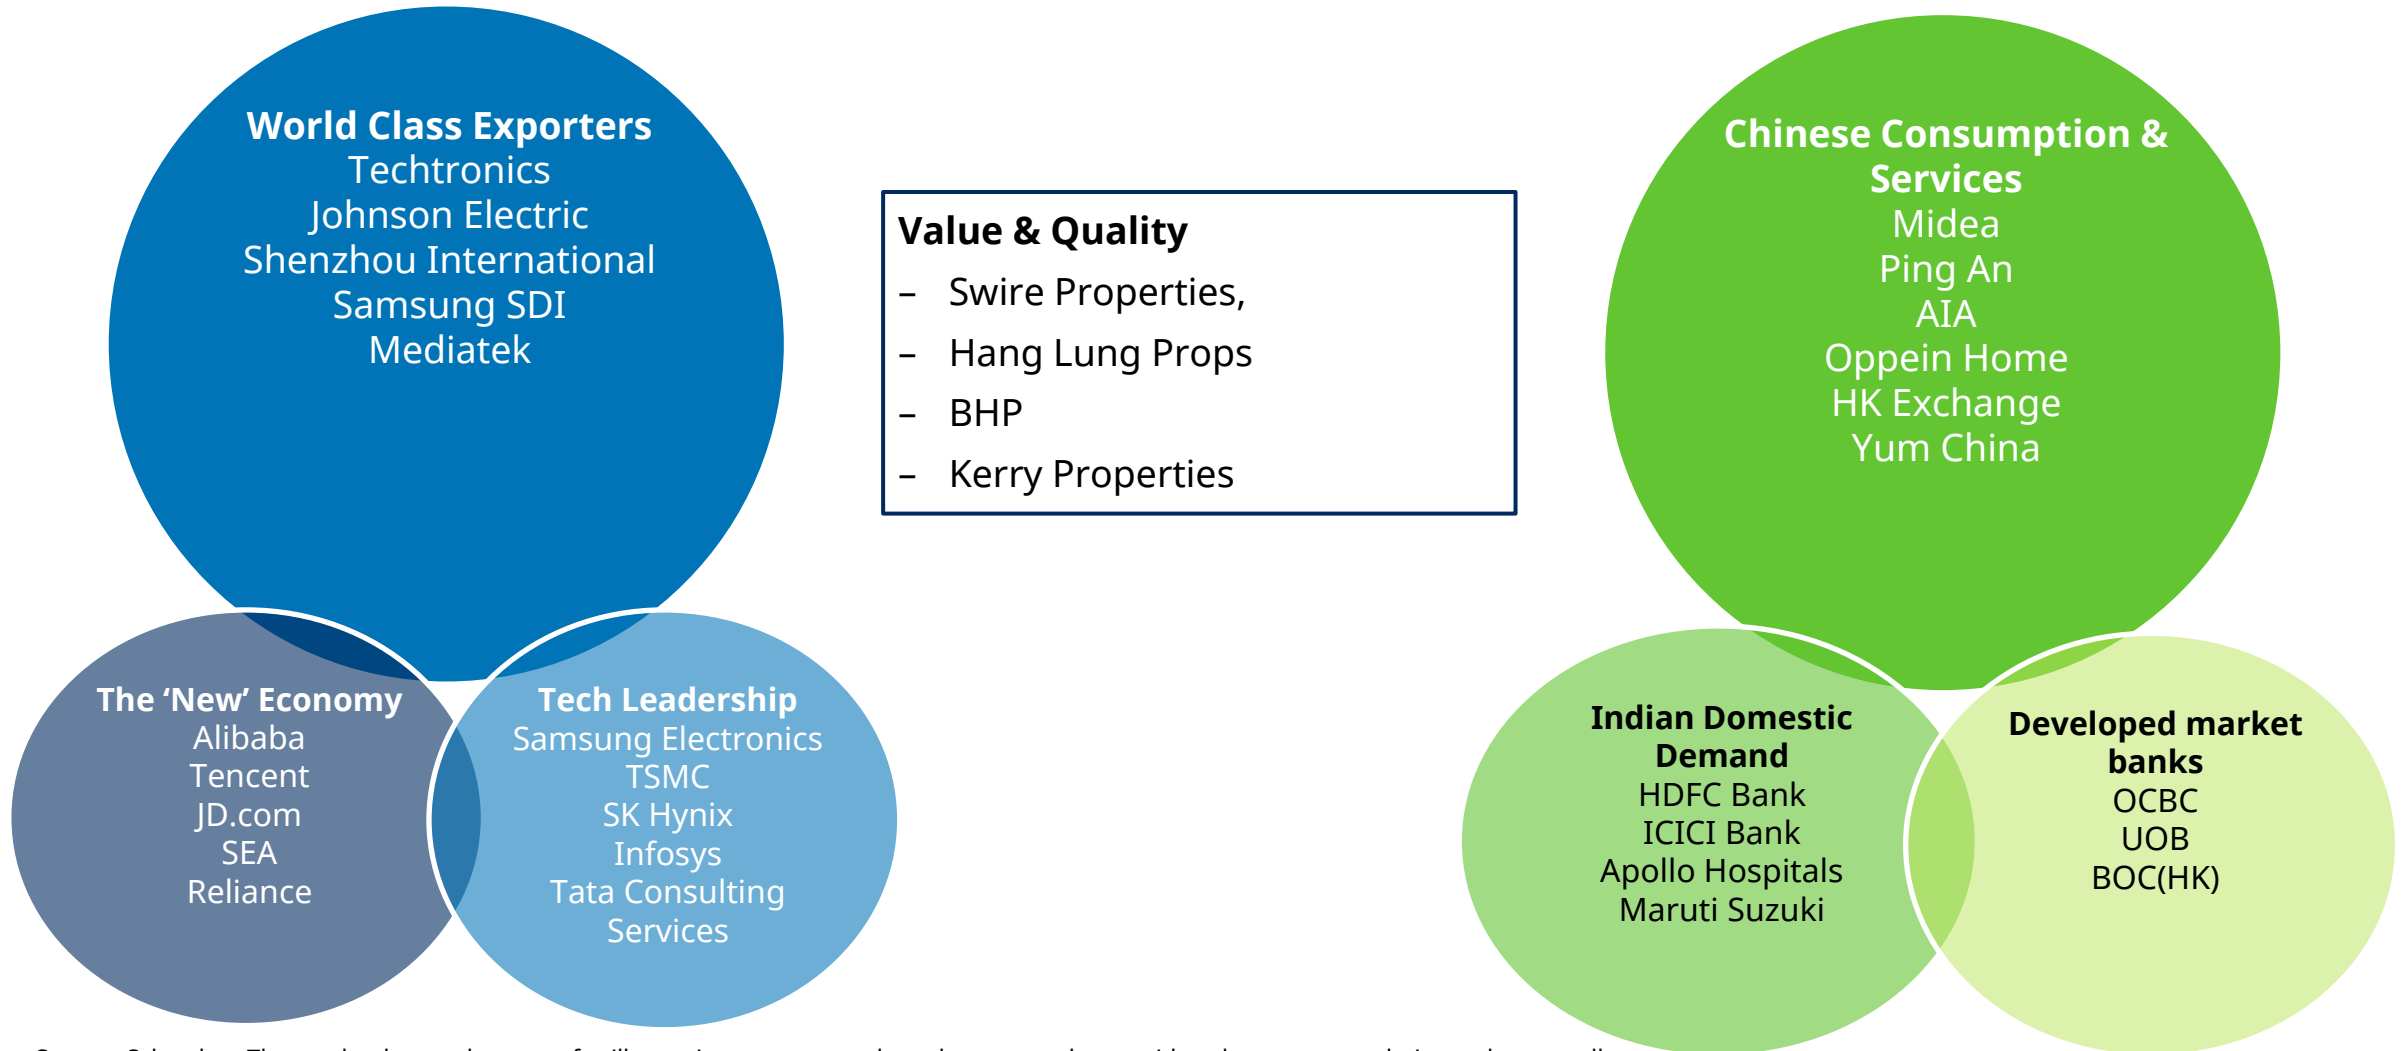 World Class Exporters
Techtronics
Johnson Electric
Shenzhou International
Samsung SDI
Mediatek
Value & Quality
– Swire Properties,
– Hang Lung Props
– BHP
– Kerry Properties
Chinese Consumption &
Services
Midea
Ping An
AIA
Oppein Home
HK Exchange
Yum China
The ‘New’ Economy
Alibaba
Tencent
JD.com
SEA
Reliance
Tech Leadership
Samsung Electronics
TSMC
SK Hynix
Infosys
Tata Consulting
Services
Indian Domestic
Demand
HDFC Bank
ICICI Bank
Apollo Hospitals
Maruti Suzuki
Developed market
banks
OCBC
UOB
BOC(HK)